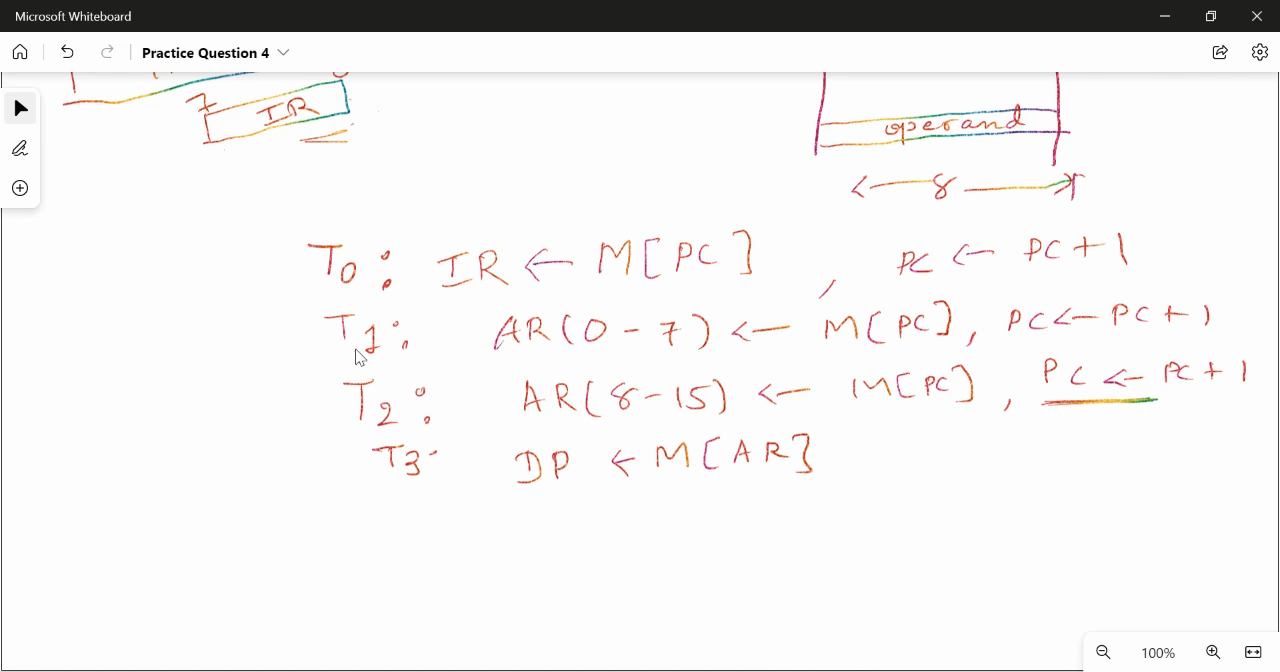 Microsoft Whiteboard
Practice Question 4
7
IR
operand
← 8 →
T0: IR ← M[PC], PC ← PC+1
T1: AR(0-7) ← M[PC], PC ← PC+1
T2: AR(8-15) ← M[PC], PC ← PC+1
T3. DP ← M[AR]
100%